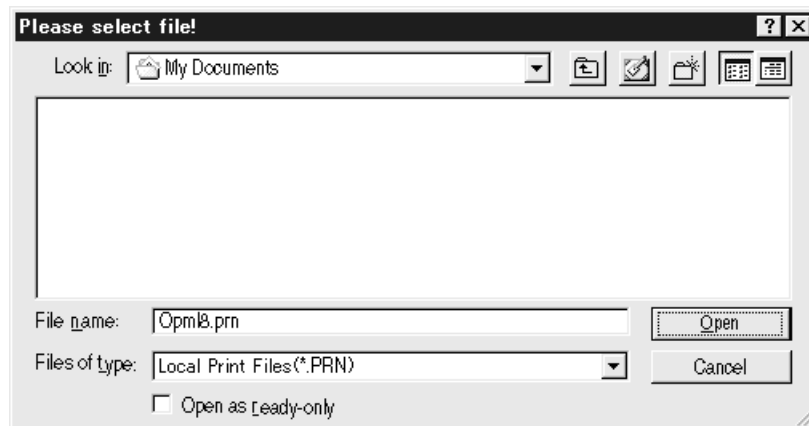 Please select file!
Look in: My Documents
File name: Opml8.prn Open
Files of type: Local Print Files(*.PRN) Cancel
Open as ready-only